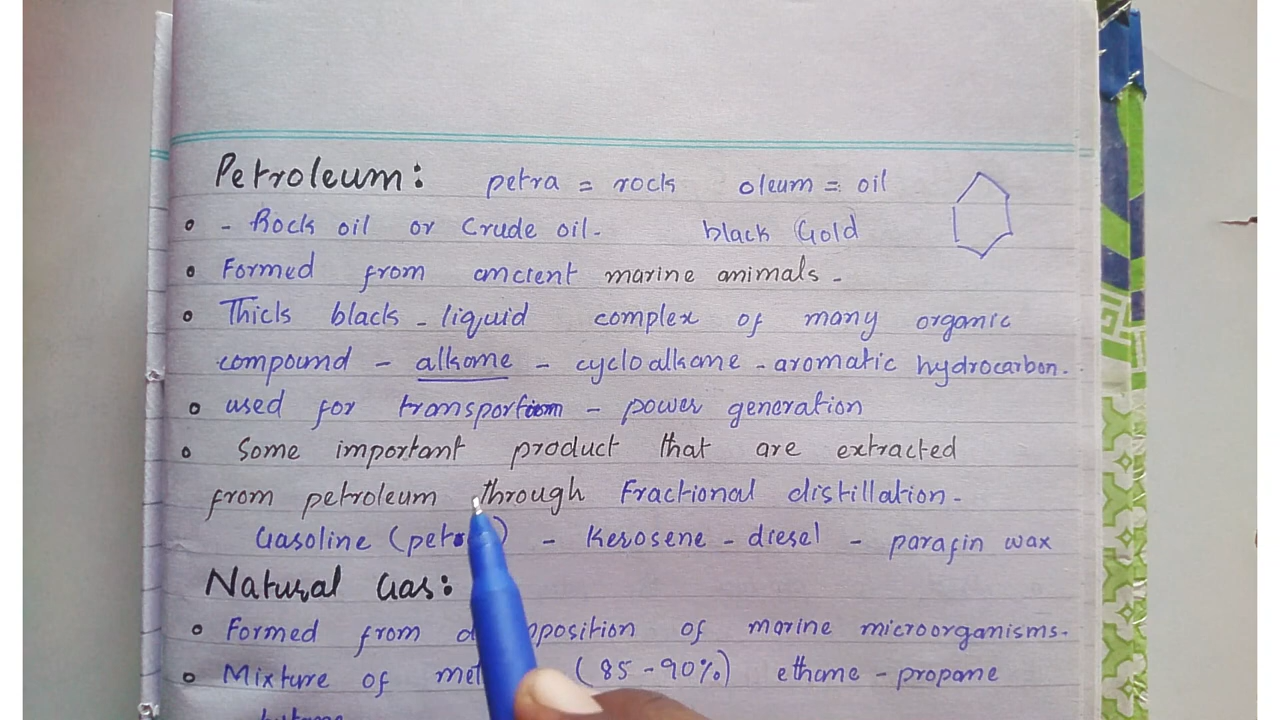 Petroleum: petra = rock oleum = oil
- Rock oil or Crude oil. black Gold
Formed from ancient marine animals.
Thick black - liquid complex of many organic
compound - alkane - cycloalkane - aromatic hydrocarbon.
used for transportion - power generation
Some important product that are extracted
from petroleum through Fractional distillation.
Gasoline ( ) - Kerosene - diesel - parafin wax
Natural Gas:
Formed from of marine microorganisms.
Mixture of (85-90%) ethane - propane